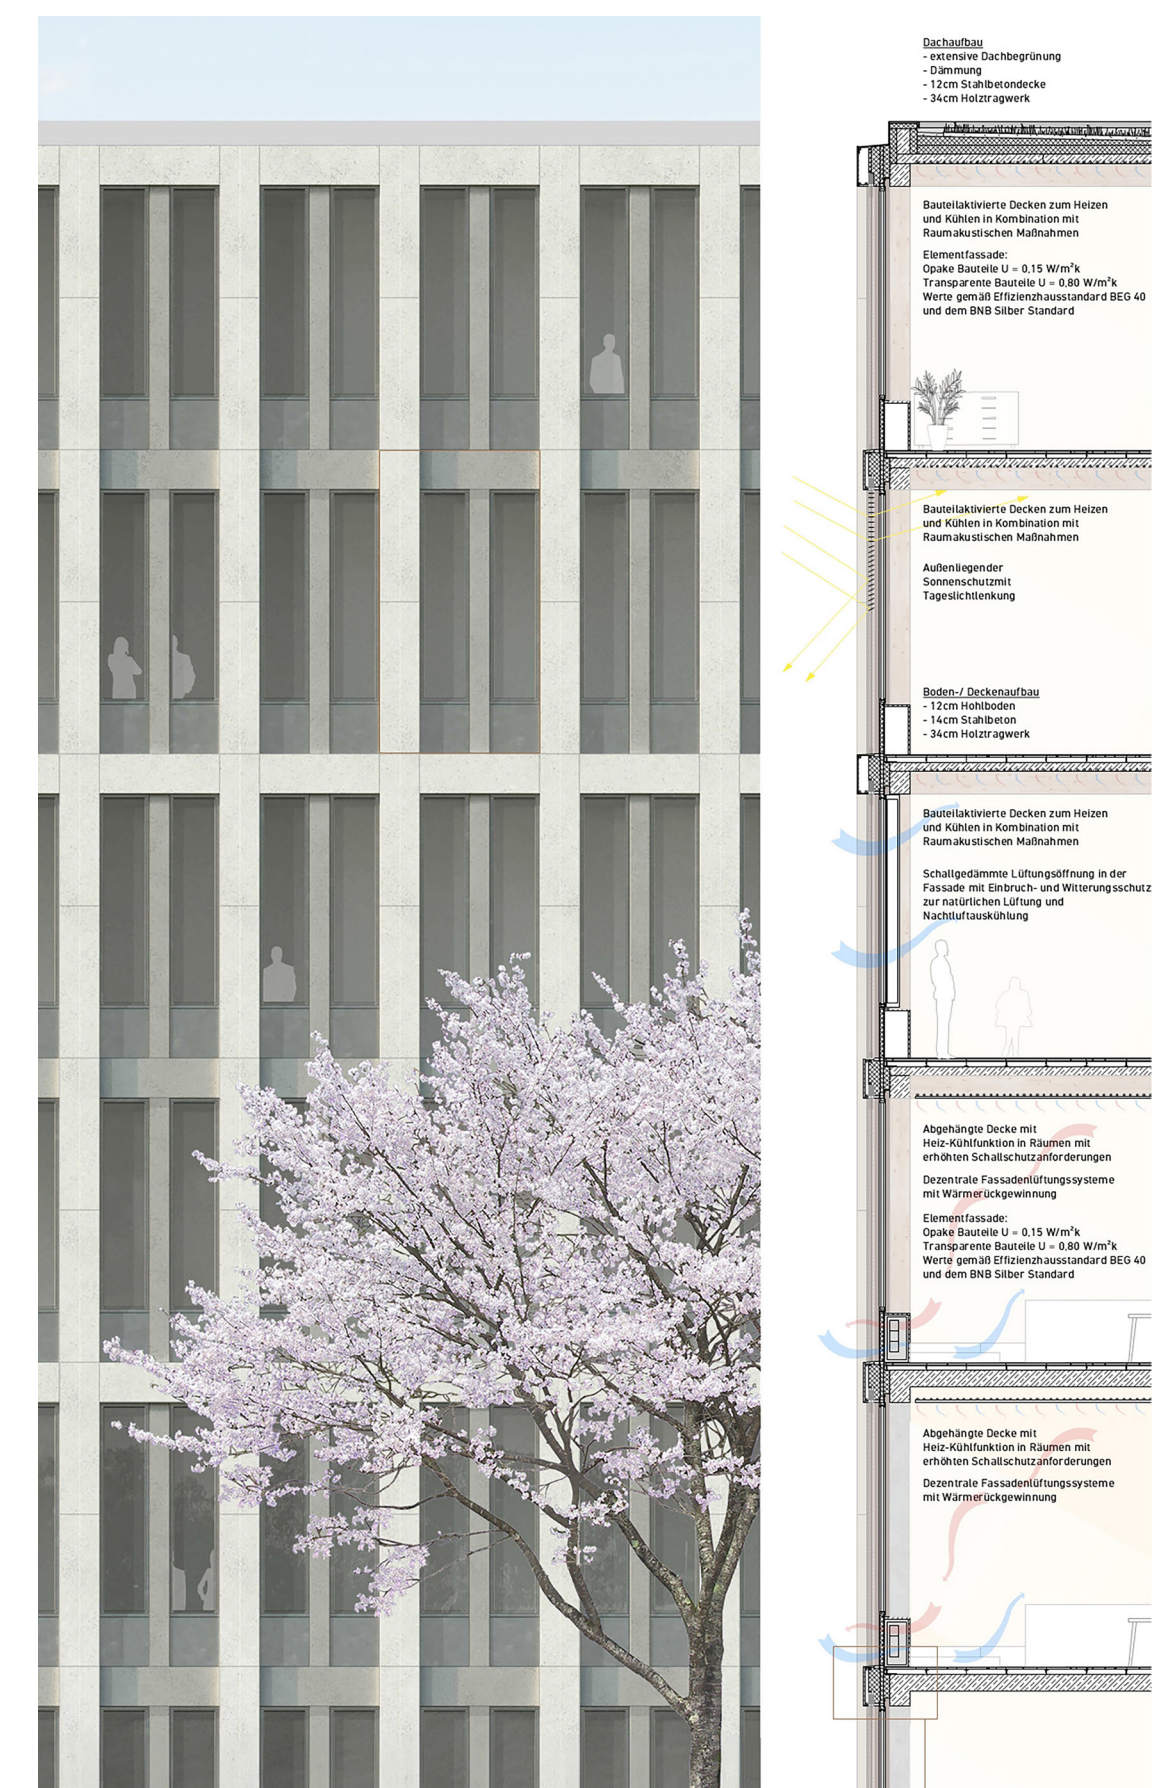 Dachaufbau
- extensive Dachbegrünung
- Dämmung
- 12cm Stahlbetondecke
- 34cm Holztragwerk
Bauteilaktivierte Decken zum Heizen
und Kühlen in Kombination mit
Raumakustischen Maßnahmen
Elementfassade:
Opake Bauteile U = 0,15 W/m²k
Transparente Bauteile U = 0,80 W/m²k
Werte gemäß Effizienzhausstandard BEG 40
und dem BNB Silber Standard
Bauteilaktivierte Decken zum Heizen
und Kühlen in Kombination mit
Raumakustischen Maßnahmen
Außenliegender
Sonnenschutzmit
Tageslichtlenkung
Boden-/ Deckenaufbau
- 12cm Hohlboden
- 14cm Stahlbeton
- 34cm Holztragwerk
Bauteilaktivierte Decken zum Heizen
und Kühlen in Kombination mit
Raumakustischen Maßnahmen
Schallgedämmte Lüftungsöffnung in der
Fassade mit Einbruch- und Witterungsschutz
zur natürlichen Lüftung und
Nachtluftauskühlung
Abgehängte Decke mit
Heiz-Kühlfunktion in Räumen mit
erhöhten Schallschutzanforderungen
Dezentrale Fassadenlüftungssysteme
mit Wärmerückgewinnung
Elementfassade:
Opake Bauteile U = 0,15 W/m²k
Transparente Bauteile U = 0,80 W/m²k
Werte gemäß Effizienzhausstandard BEG 40
und dem BNB Silber Standard
Abgehängte Decke mit
Heiz-Kühlfunktion in Räumen mit
erhöhten Schallschutzanforderungen
Dezentrale Fassadenlüftungssysteme
mit Wärmerückgewinnung